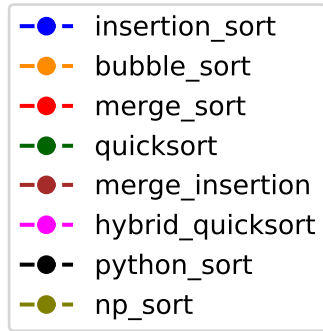 insertion_sort
bubble_sort
merge_sort
quicksort
merge_insertion
hybrid_quicksort
python_sort
np_sort